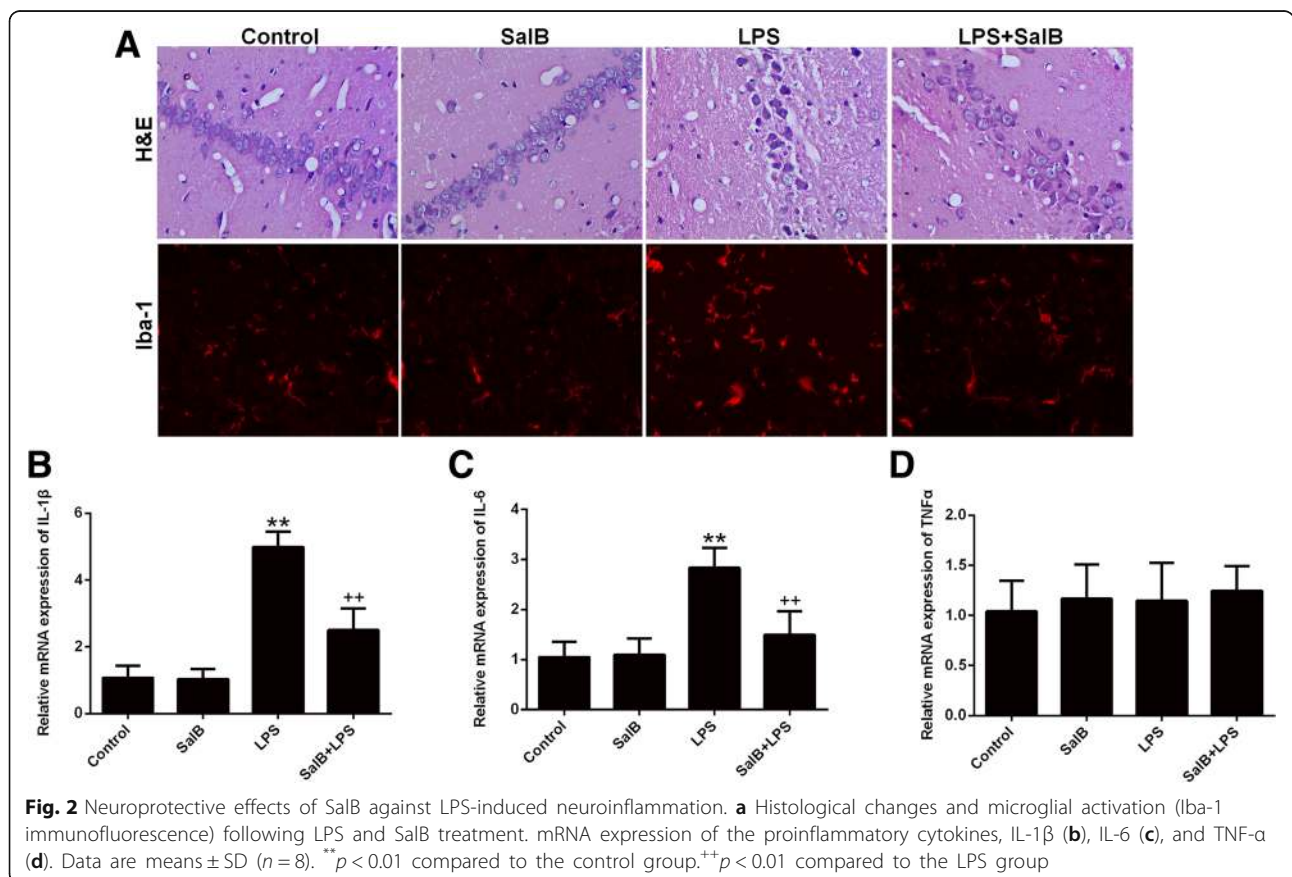 A
Control
SalB
LPS
LPS+SalB
H&E
Iba-1
B
Relative mRNA expression of IL-1β
6
4
2
0
**
++
Control
SalB
LPS
SalB+LPS
C
Relative mRNA expression of IL-6
4
3
2
1
0
**
++
Control
SalB
LPS
SalB+LPS
D
Relative mRNA expression of TNFα
2.0
1.5
1.0
0.5
0.0
Control
SalB
LPS
SalB+LPS
Fig. 2 Neuroprotective effects of SalB against LPS-induced neuroinflammation. a Histological changes and microglial activation (Iba-1
immunofluorescence) following LPS and SalB treatment. mRNA expression of the proinflammatory cytokines, IL-1β (b), IL-6 (c), and TNF-α
(d). Data are means ± SD (n = 8). **p < 0.01 compared to the control group.++p < 0.01 compared to the LPS group